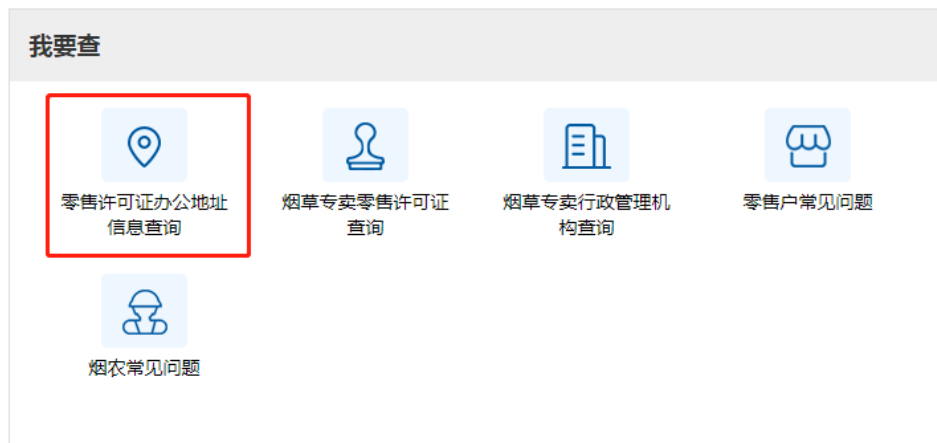 我要查
零售许可证办公地址
信息查询
烟草专卖零售许可证
查询
烟草专卖行政管理机
构查询
零售户常见问题
烟农常见问题